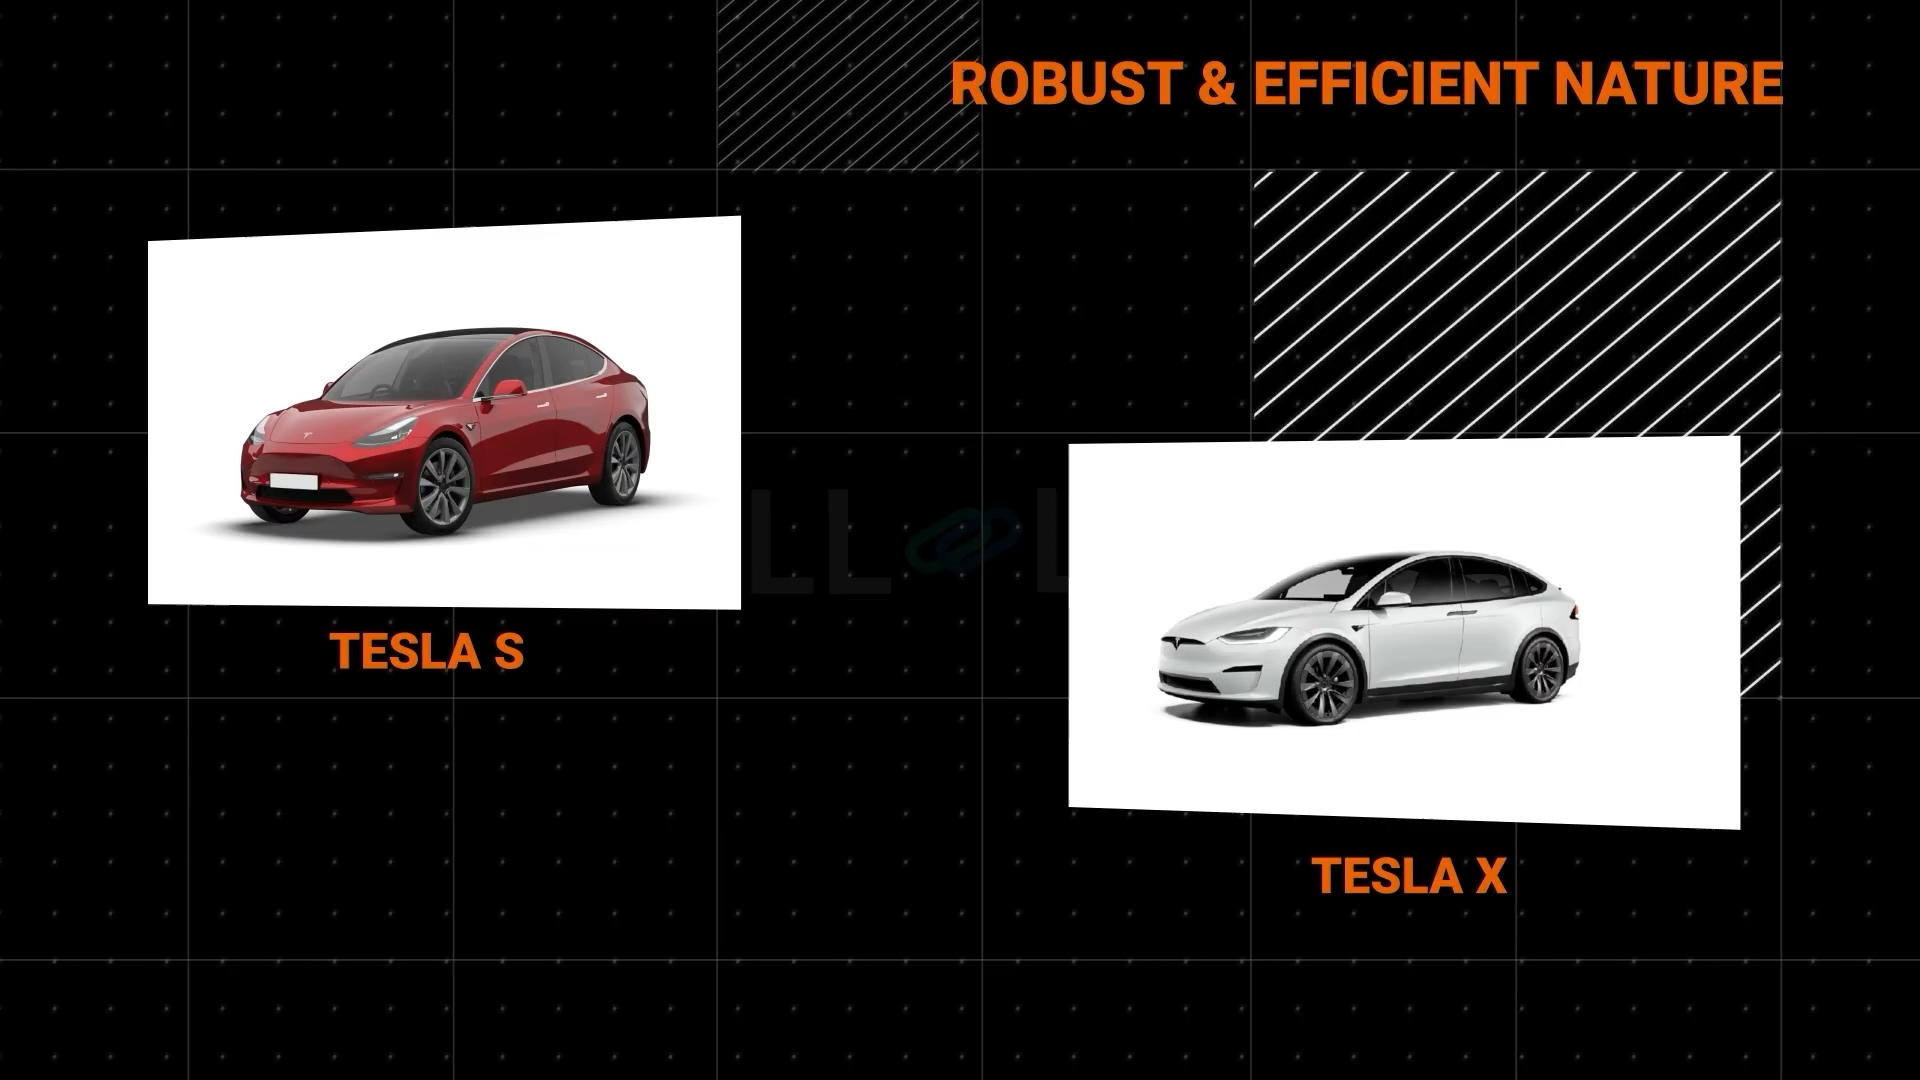 ROBUST & EFFICIENT NATURE
TESLA S
TESLA X